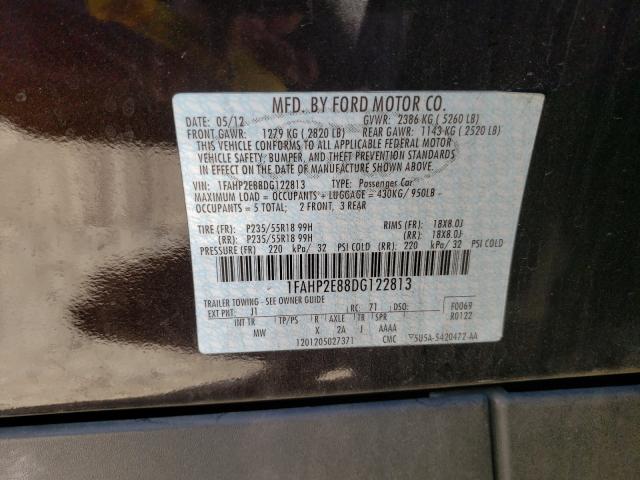 MFD. BY FORD MOTOR CO.
DATE: 05/12 GVWR: 2386 KG ( 5260 LB)
FRONT GAWR: 1279 KG ( 2820 LB) REAR GAWR: 1143 KG ( 2520 LB)
THIS VEHICLE CONFORMS TO ALL APPLICABLE FEDERAL MOTOR
VEHICLE SAFETY, BUMPER, AND THEFT PREVENTION STANDARDS
IN EFFECT ON THE DATE OF MANUFACTURE SHOWN ABOVE.
VIN: 1FAHP2E88DG122813 TYPE: Passenger Car
MAXIMUM LOAD = OCCUPANTS + LUGGAGE = 430KG/ 950LB
OCCUPANTS = 5 TOTAL; 2 FRONT, 3 REAR
TIRE (FR): P235/55R18 99H RIMS (FR): 18X8.0J
(RR): P235/55R18 99H (RR): 18X8.0J
PRESSURE (FR) 220 kPa/ 32 PSI COLD (RR) 220 kPa/ 32 PSI COLD
1FAHP2E88DG122813
TRAILER TOWING - SEE OWNER GUIDE
EXT PNT: J1 RC: 71 DSO: F0069
INT TR TP/PS R AXLE TR SPR R0122
MW X 2A J AAAA
1201205027371 CMC 5U5A-5420472-AA